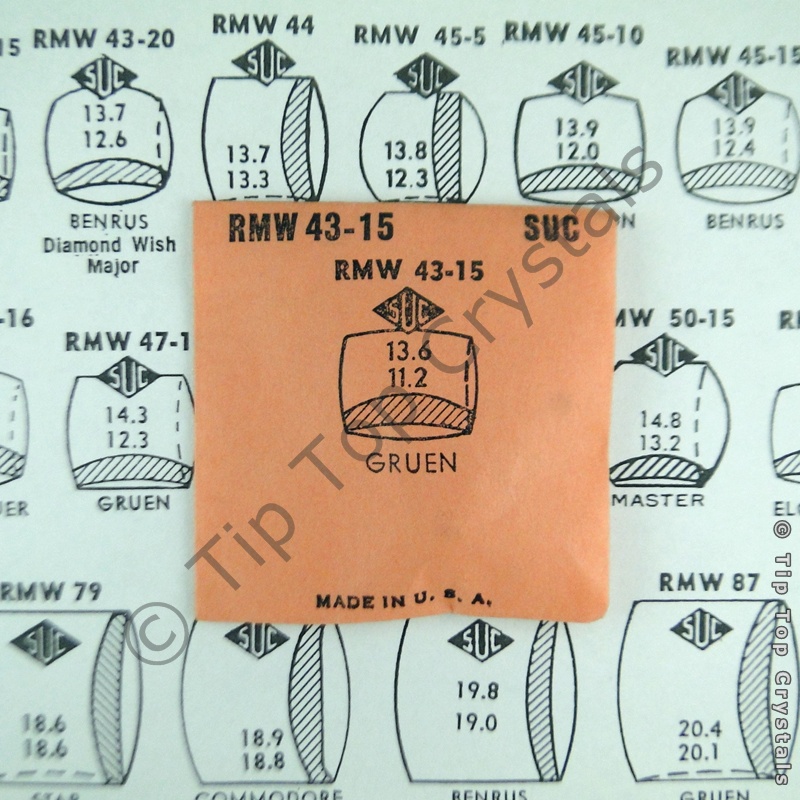 15
RMW 43-20
RMW 44
RMW 45-5
RMW 45-10
RMW 45-15
SUC
SUC
SUC
SUC
SUC
13.7
12.6
13.7
13.3
13.8
12.3
13.9
12.0
13.9
12.4
BENRUS
Diamond Wish
Major
N
BENRUS
RMW 43-15
SUC
RMW 43-15
SUC
13.6
11.2
GRUEN
MADE IN U. S. A.
-16
RMW 47-1
MW 50-15
SUC
SUC
14.3
12.3
14.8
13.2
GRUEN
MASTER
RMW 79
RMW 87
SUC
SUC
SUC
SUC
18.6
18.6
18.9
18.8
19.8
19.0
20.4
20.1
STAR
COMMODORE
BENRUS
GRUEN
© Tip Top Crystals
© Tip Top Crystals